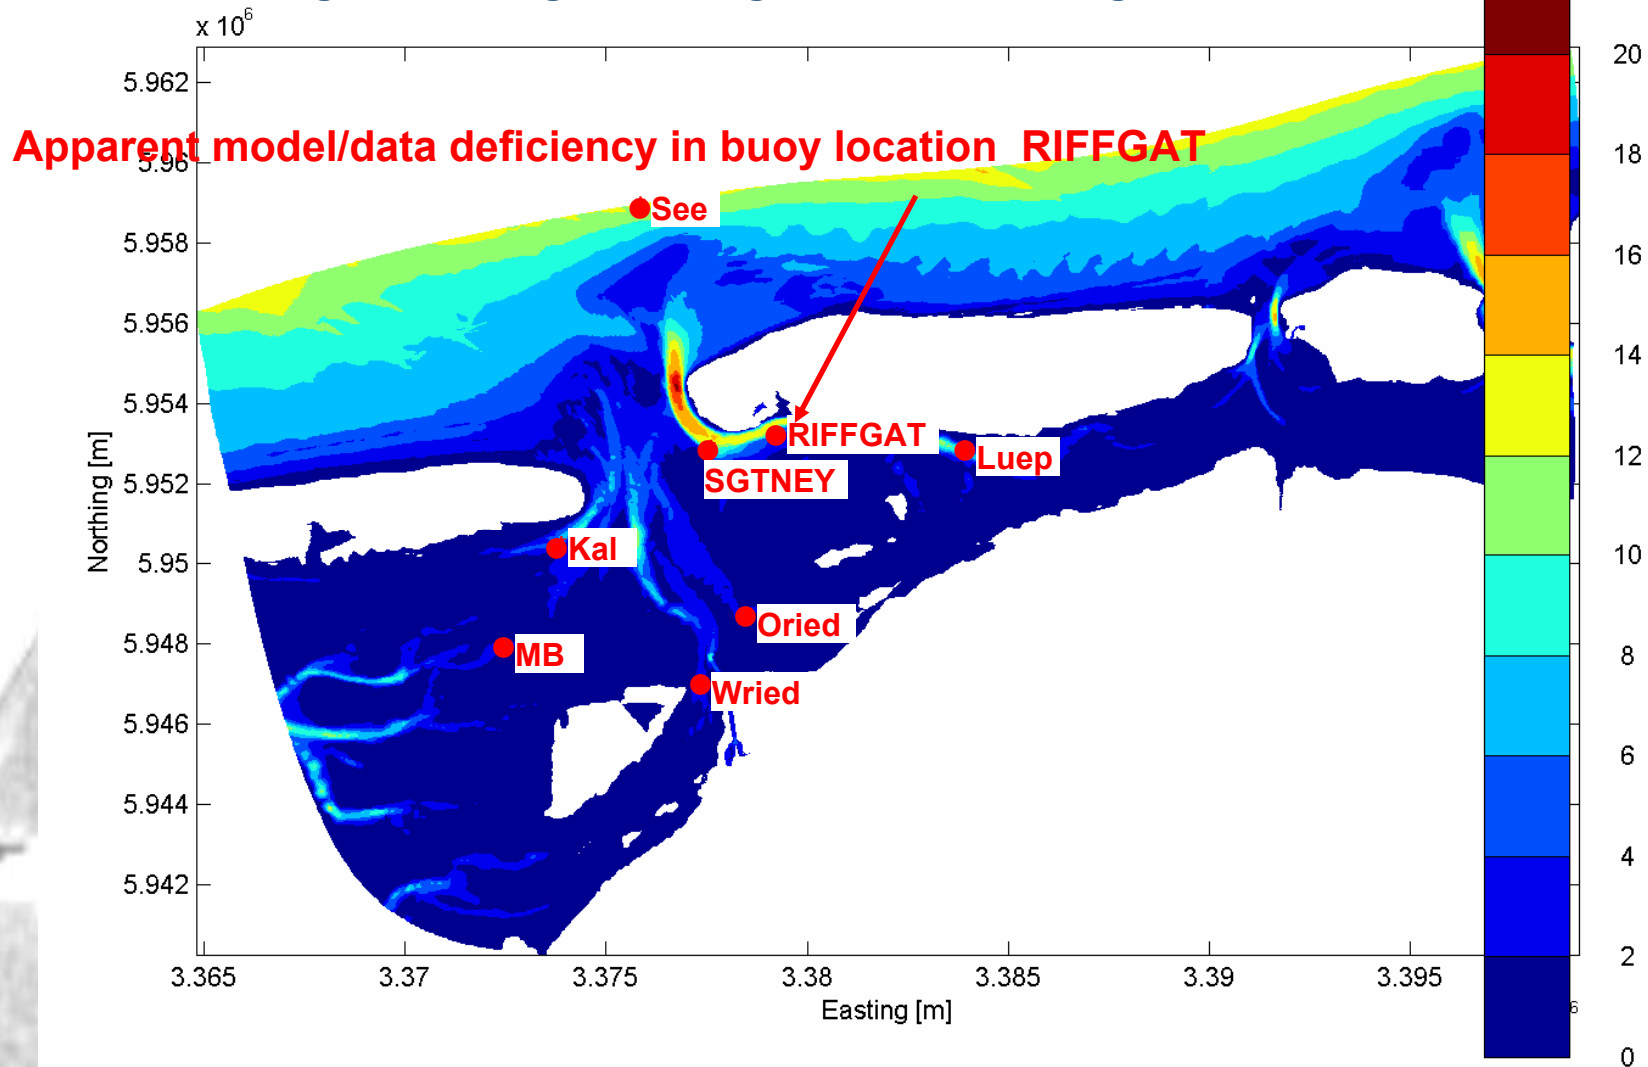 x 10⁶
20
5.962
Apparent model/data deficiency in buoy location RIFFGAT
5.96
18
See
5.958
16
5.956
14
5.954
RIFFGAT
Luep
12
SGTNEY
5.952
Northing [m]
Kal
5.95
10
Oried
5.948
MB
8
Wried
5.946
6
5.944
4
5.942
2
3.365
3.37
3.375
3.38
3.385
3.39
3.395
Easting [m]
6
0